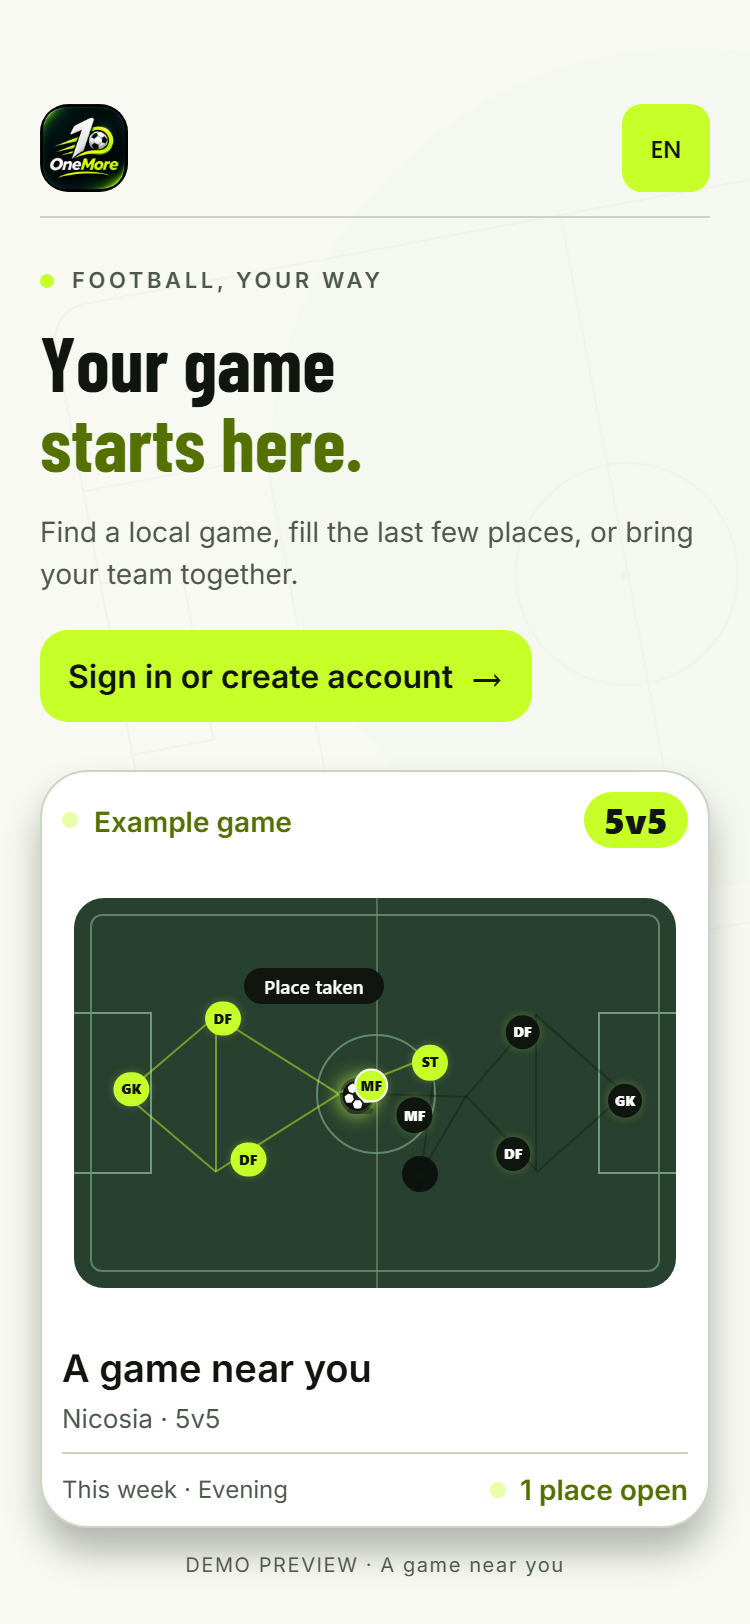 10
OneMore
EN
FOOTBALL, YOUR WAY
Your game
starts here.
Find a local game, fill the last few places, or bring
your team together.
Sign in or create account →
Example game
5v5
Place taken
DF
DF
ST
MF
GK
GK
MF
DF
DF
A game near you
Nicosia · 5v5
This week · Evening
1 place open
DEMO PREVIEW · A game near you